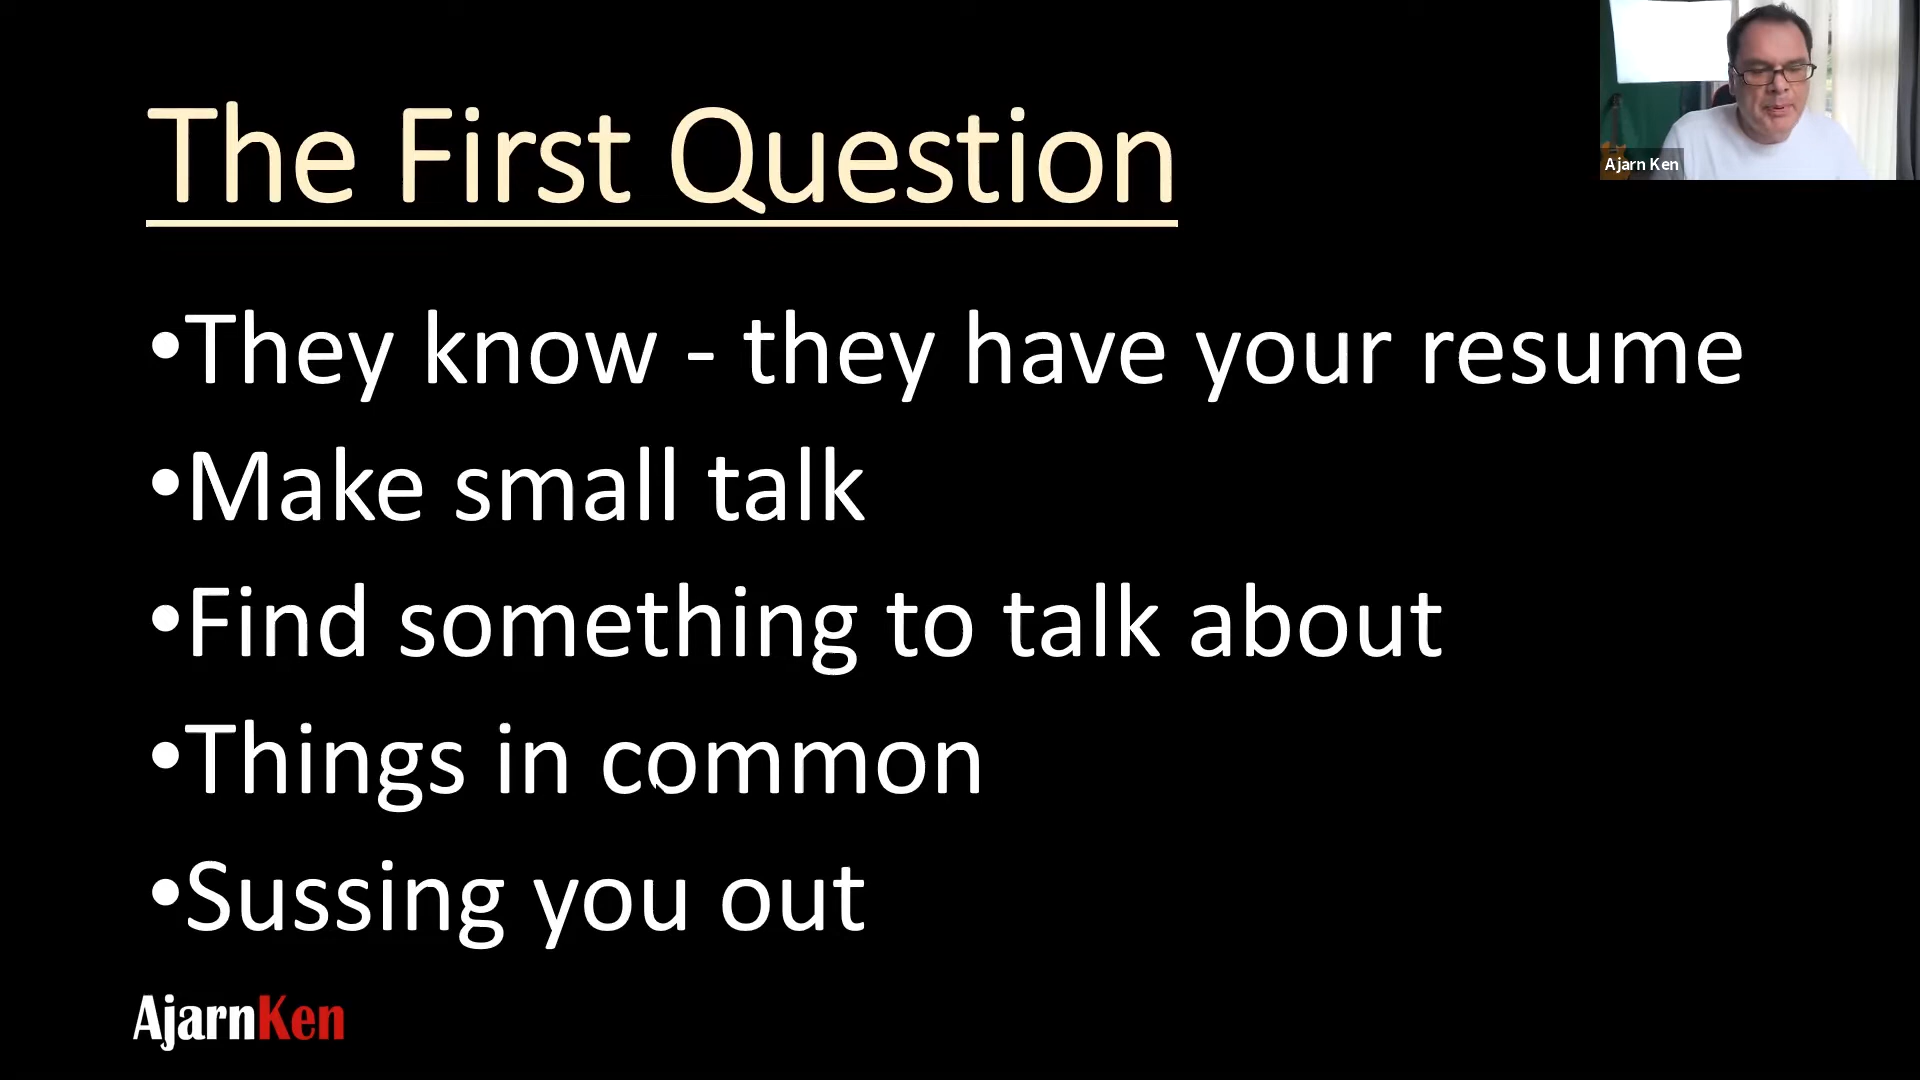 The First Question
•They know - they have your resume
•Make small talk
•Find something to talk about
•Things in common
•Sussing you out
AjarnKen
Ajarn Ken